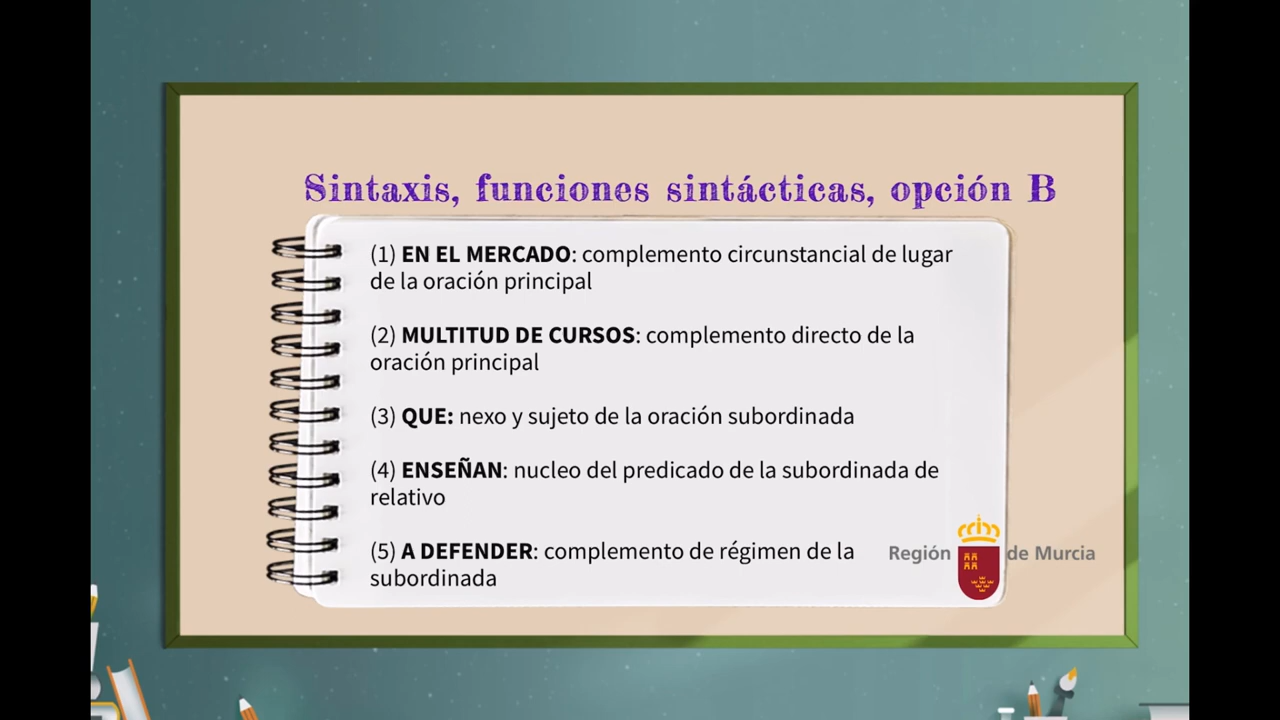 Sintaxis, funciones sintácticas, opción B
(1) EN EL MERCADO: complemento circunstancial de lugar
de la oración principal
(2) MULTITUD DE CURSOS: complemento directo de la
oración principal
(3) QUE: nexo y sujeto de la oración subordinada
(4) ENSEÑAN: nucleo del predicado de la subordinada de
relativo
(5) A DEFENDER: complemento de régimen de la
subordinada
Región de Murcia